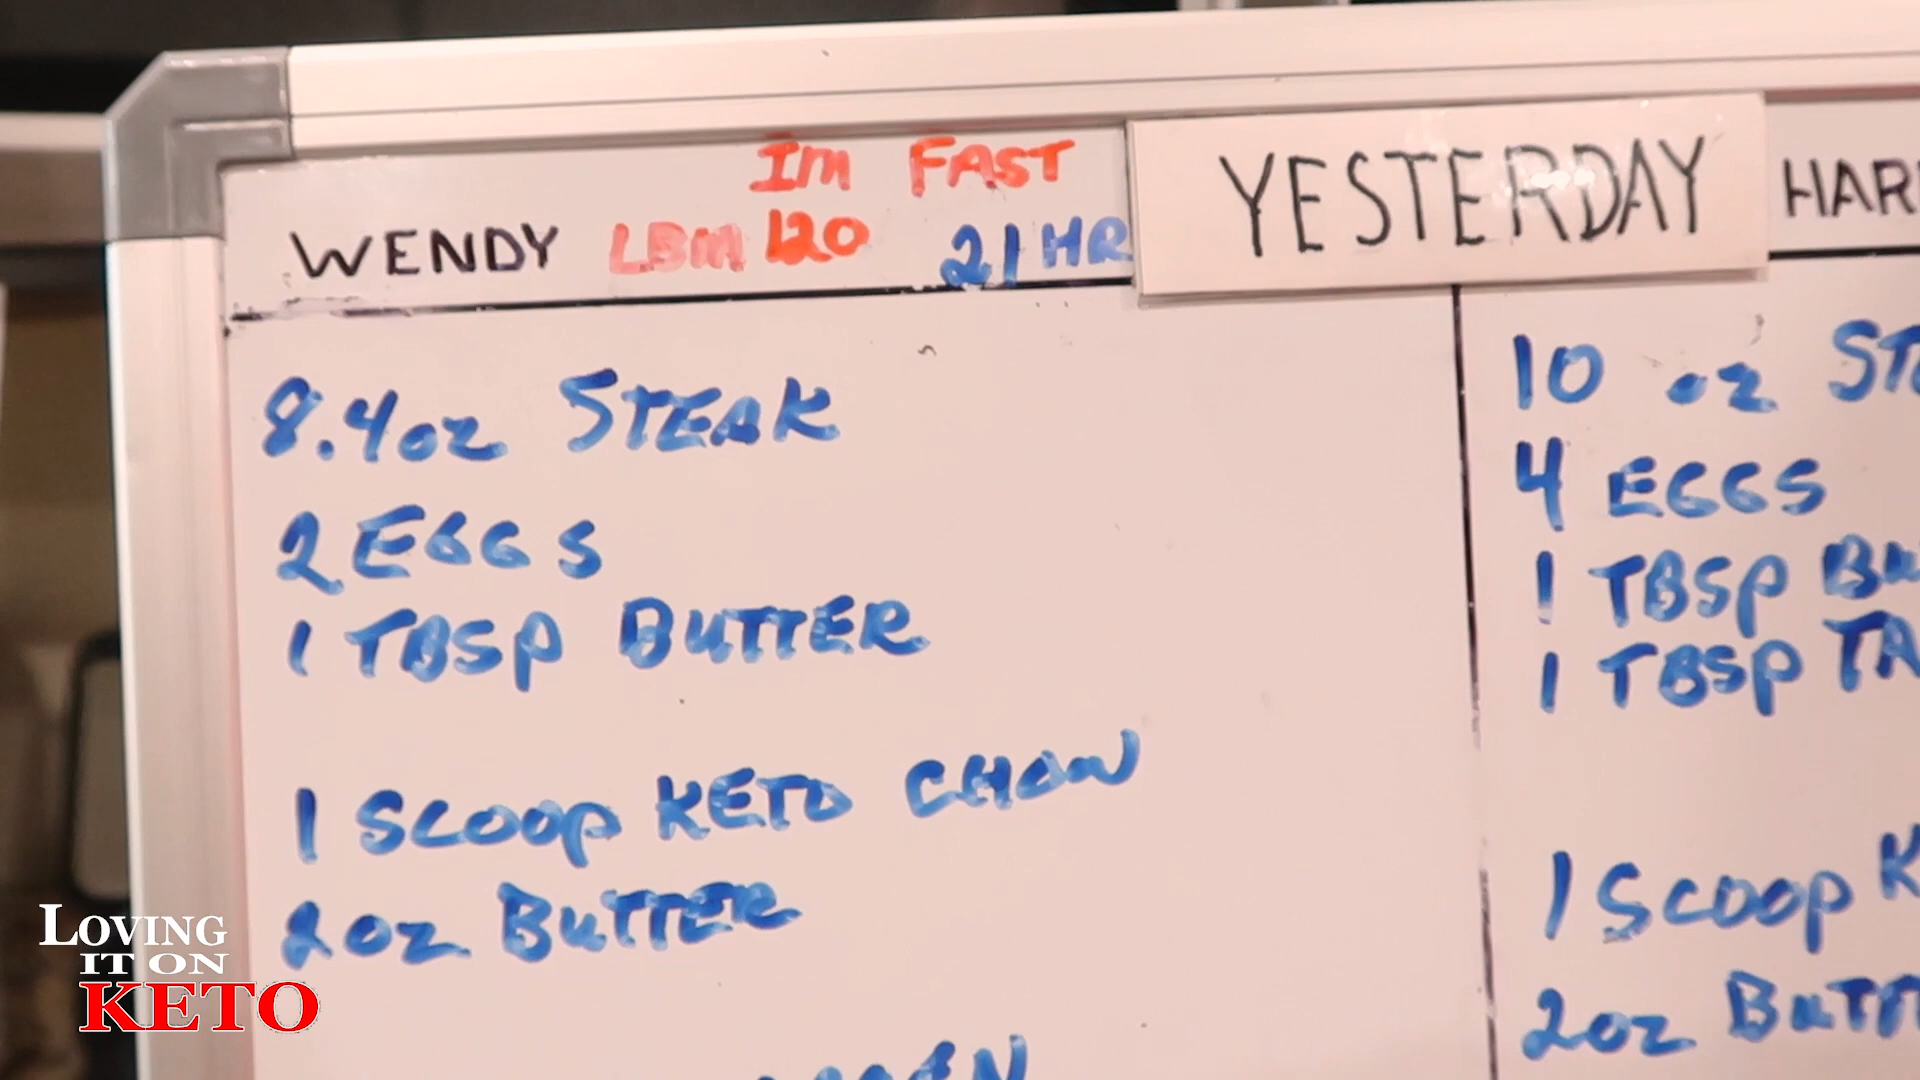 Im FAST
WENDY LBM 120 21 HR
YESTERDAY
8.4oz STEAK
2 EGGS
1 TBSP BUTTER
1 SCOOP KETO CHOW
2oz BUTTER
10 oz
4 EGGS
1 TBSP
1 TBSP
1 SCOOP
2oz
LOVING
IT ON
KETO